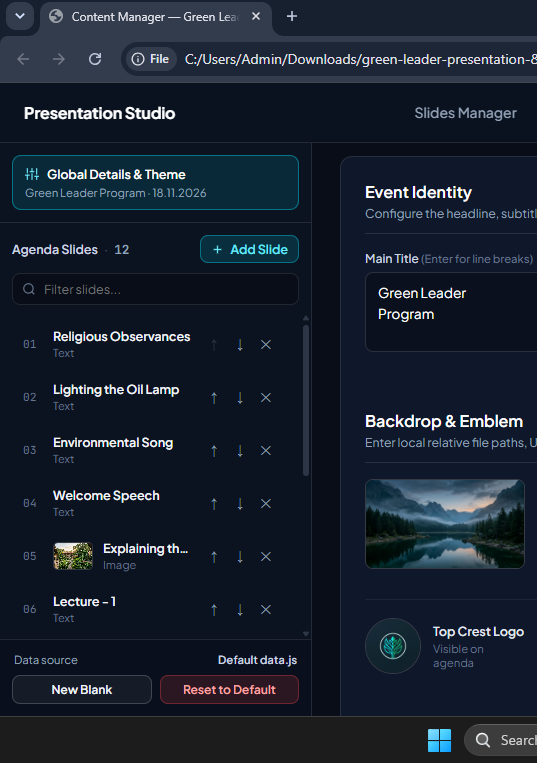 Content Manager — Green Lea
File
C:/Users/Admin/Downloads/green-leader-presentation-8
Presentation Studio
Slides Manager
Global Details & Theme
Green Leader Program · 18.11.2026
Agenda Slides · 12
+ Add Slide
Filter slides...
01 Religious Observances ↑ ↓ ×
Text
02 Lighting the Oil Lamp ↑ ↓ ×
Text
03 Environmental Song ↑ ↓ ×
Text
04 Welcome Speech ↑ ↓ ×
Text
05 Explaining th... ↑ ↓ ×
Image
06 Lecture - 1 ↑ ↓ ×
Text
Data source
Default data.js
New Blank
Reset to Default
Event Identity
Configure the headline, subtitl
Main Title (Enter for line breaks)
Green Leader
Program
Backdrop & Emblem
Enter local relative file paths, U
Top Crest Logo
Visible on
agenda
Search